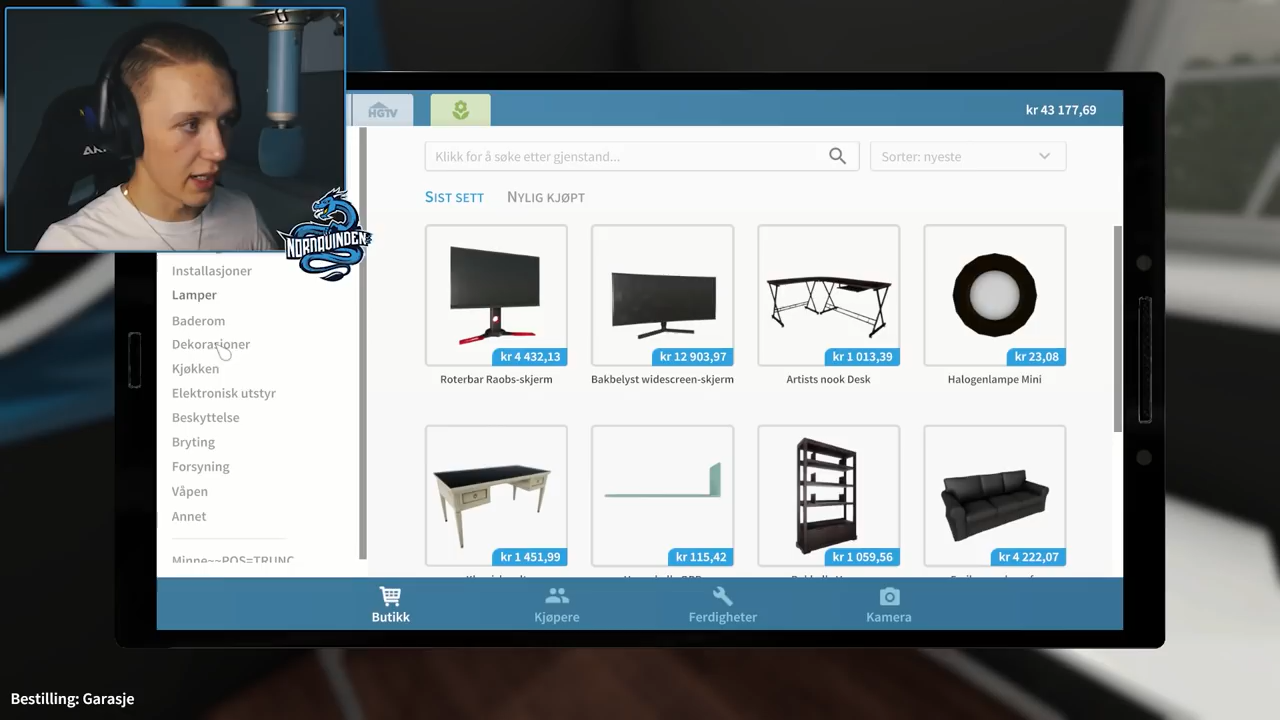 HGTV
kr 43 177,69
Klikk for å søke etter gjenstand...
Sorter: nyeste
SIST SETT
NYLIG KJØPT
NORDAVINDEN
Installasjoner
Lamper
Baderom
Dekorasjoner
Kjøkken
Elektronisk utstyr
Beskyttelse
Bryting
Forsyning
Våpen
Annet
kr 4 432,13
Roterbar Raobs-skjerm
kr 12 903,97
Bakbelyst widescreen-skjerm
kr 1 013,39
Artists nook Desk
kr 23,08
Halogenlampe Mini
kr 1 451,99
kr 115,42
kr 1 059,56
kr 4 222,07
Butikk
Kjøpere
Ferdigheter
Kamera
Bestilling: Garasje